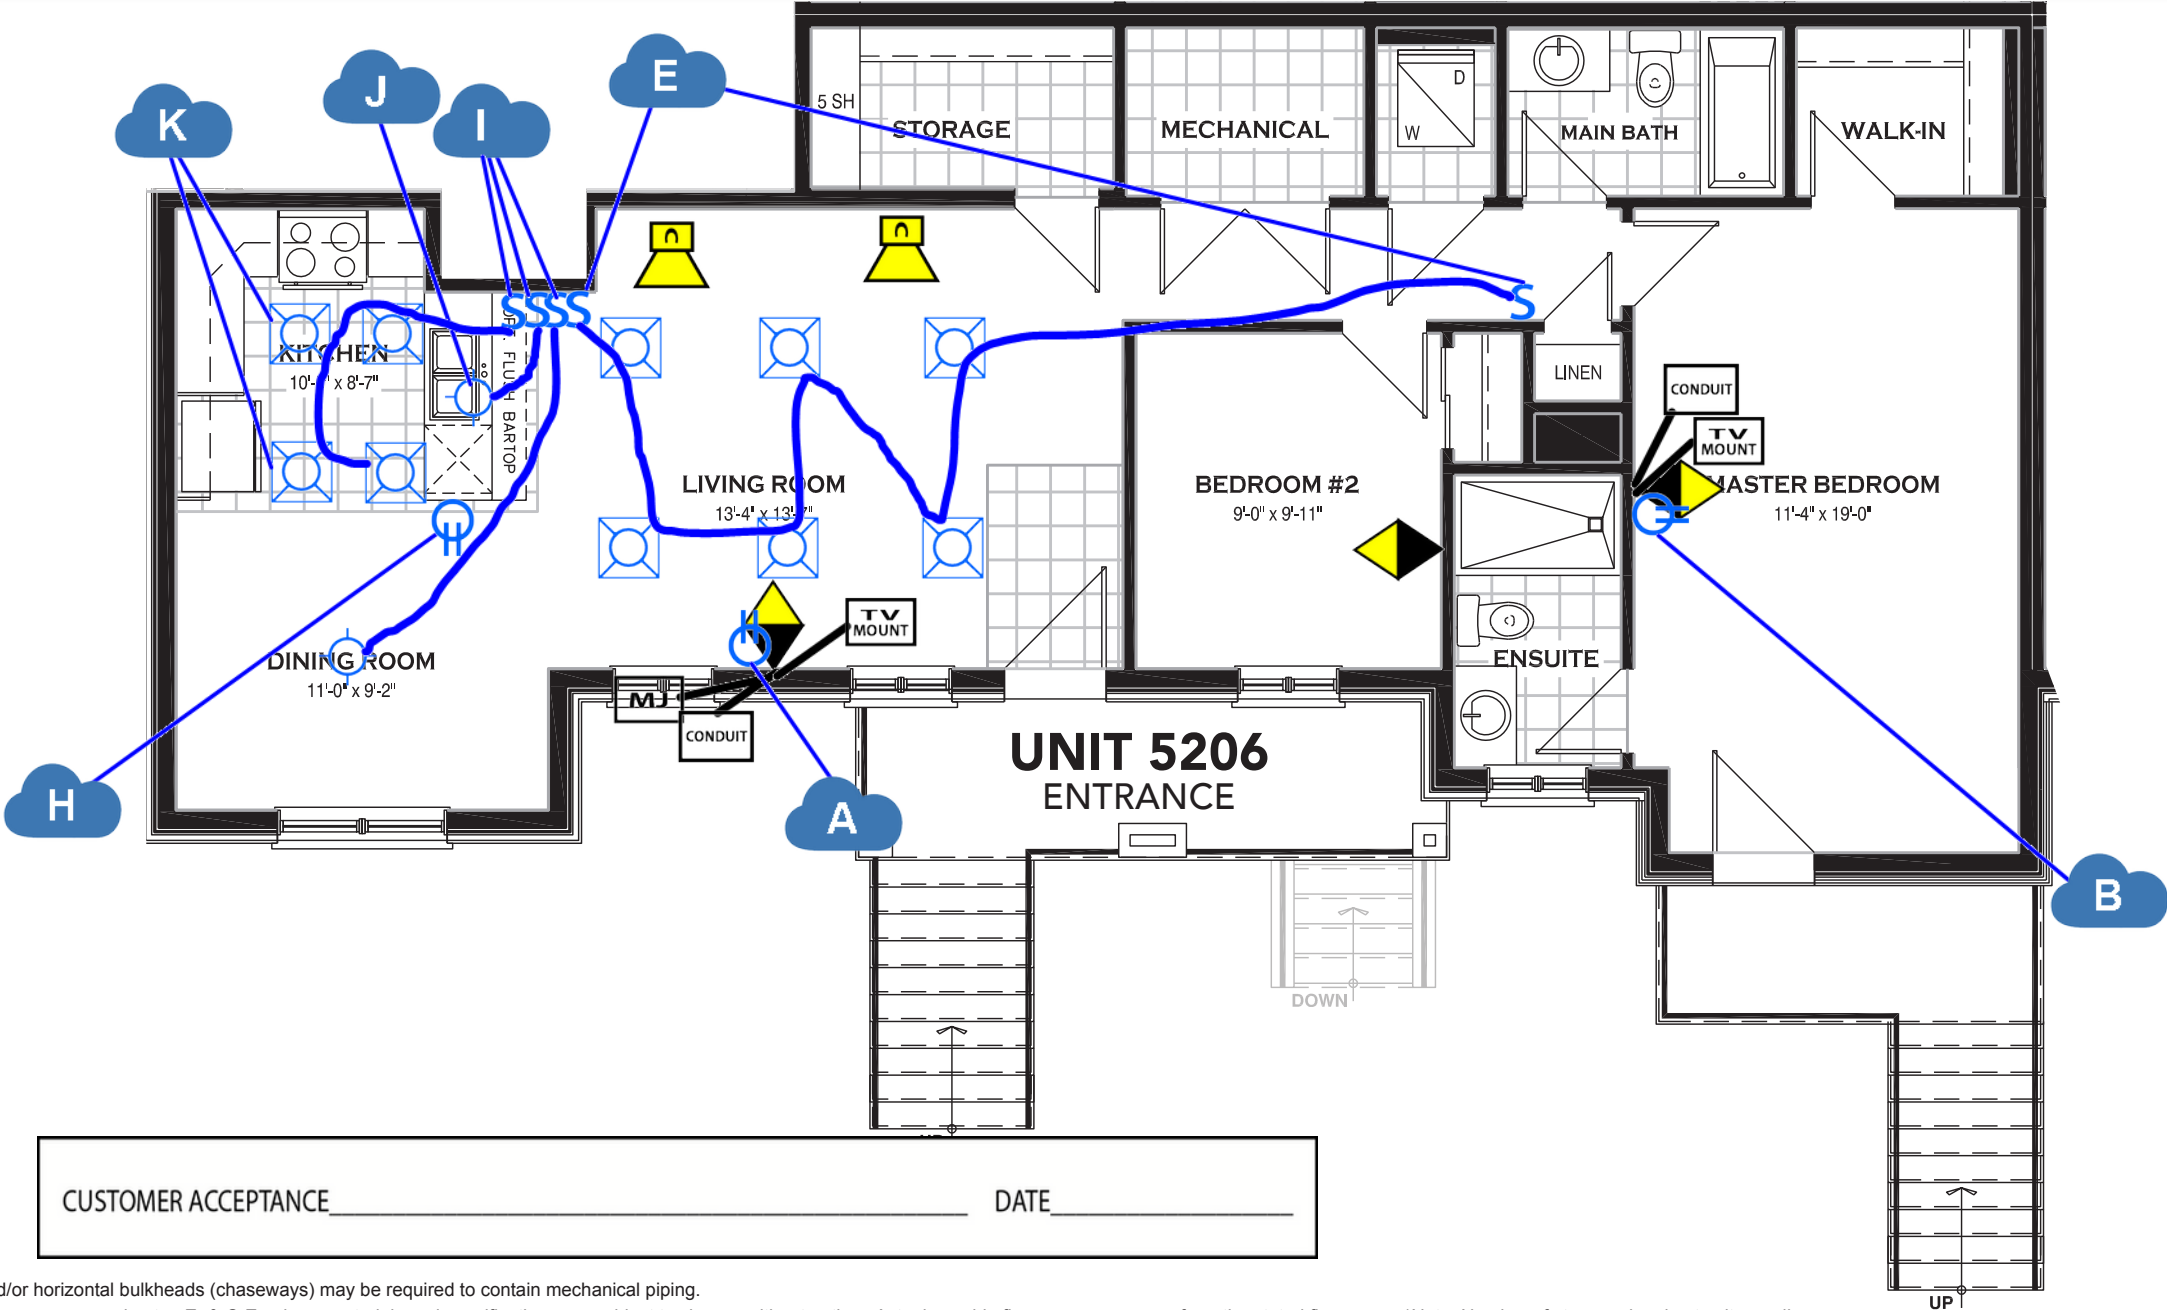 E
J
K
I
5 SH
STORAGE
MECHANICAL
D
W
MAIN BATH
WALK-IN
S S S S
S
KITCHEN
x 8'-7"
FLUSH BARTOP
LINEN
CONDUIT
TV MOUNT
LIVING ROOM
BEDROOM #2
9'-0" x 9'-11"
MASTER BEDROOM
11'-4" x 19'-0"
DINING ROOM
11'-0" x 9'-2"
TV MOUNT
ENSUITE
MJ
CONDUIT
UNIT 5206
ENTRANCE
H
A
B
DOWN
CUSTOMER ACCEPTANCE DATE
d/or horizontal bulkheads (chaseways) may be required to contain mechanical piping.
UP